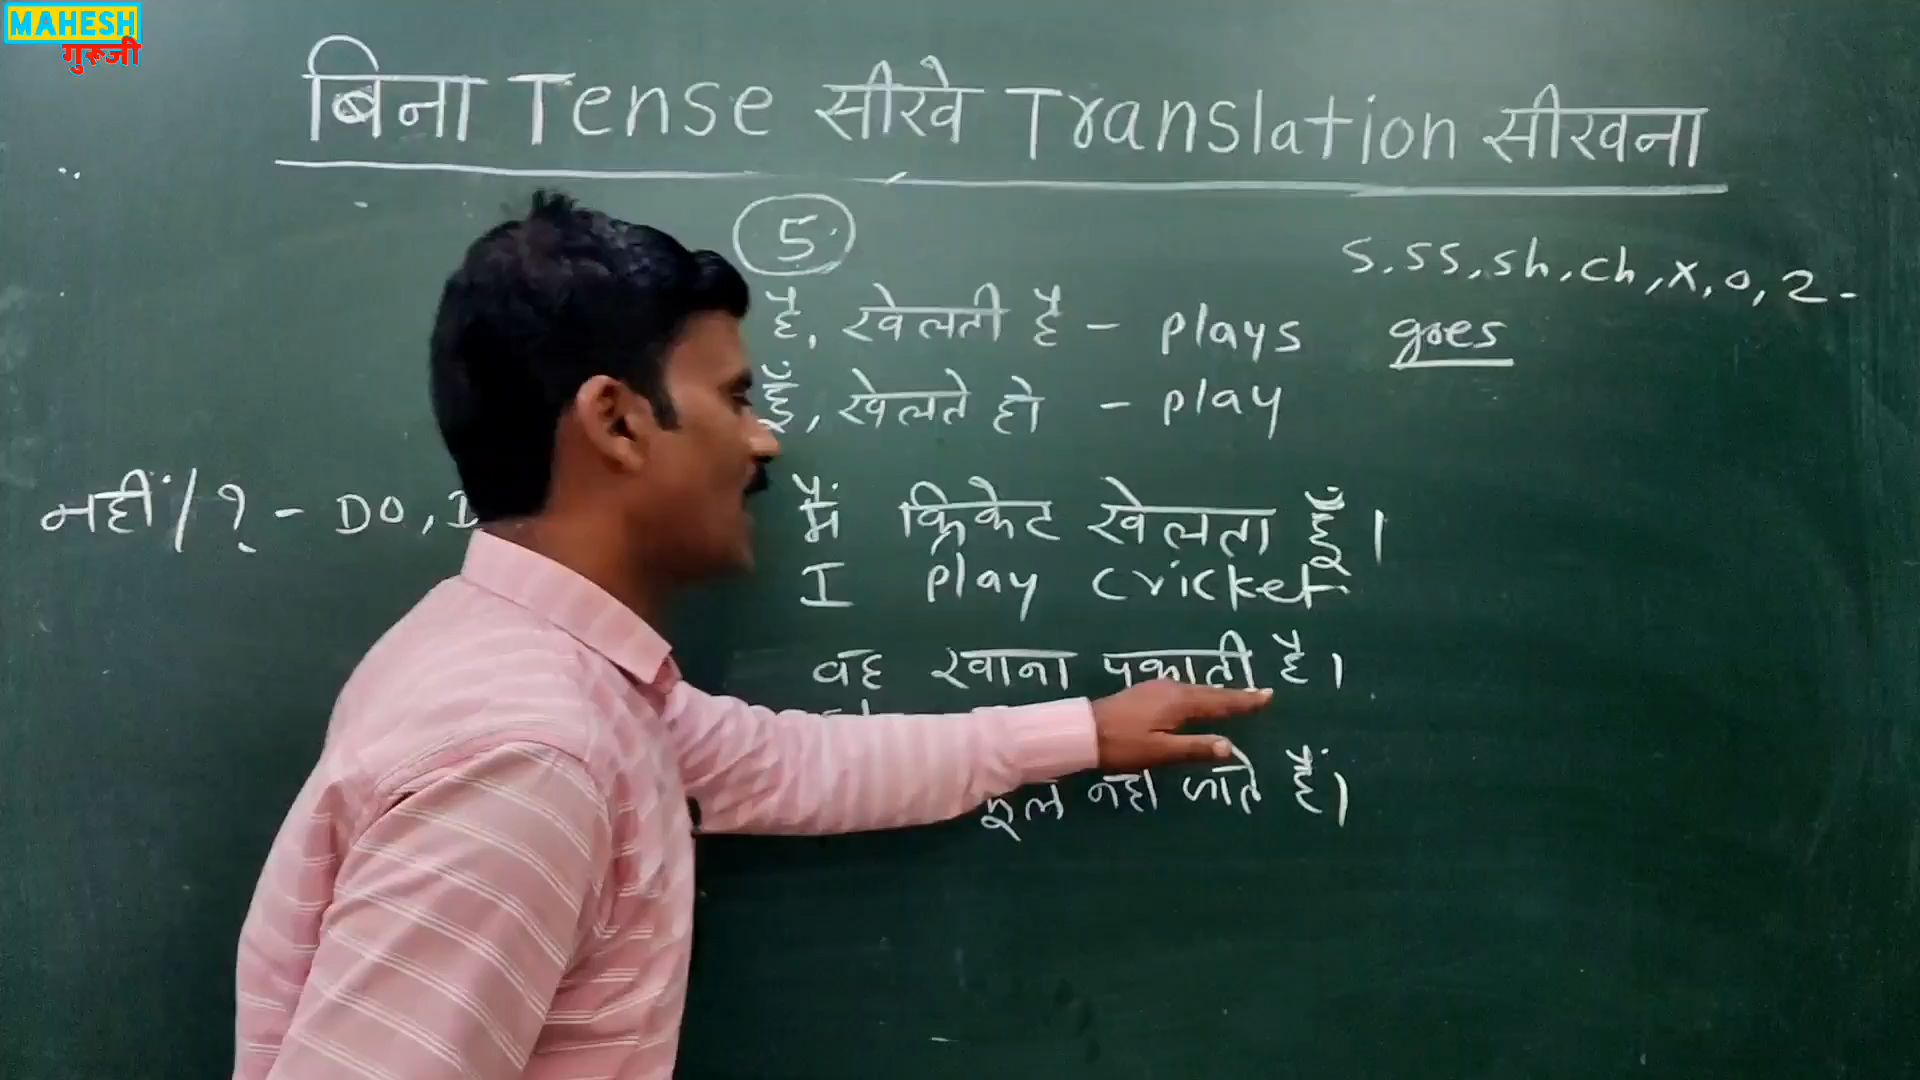 MAHESH
गुरूजी
बिना Tense सीखे Translation सीखना
5
s, ss, sh, ch, x, o, z -
है, खेलती है - plays goes
खेलते हो - play
नहीं / ? - DO,
मैं क्रिकेट खेलता हूँ।
I play cricket.
वह खाना पकाती है।
नहीं जाते हैं।